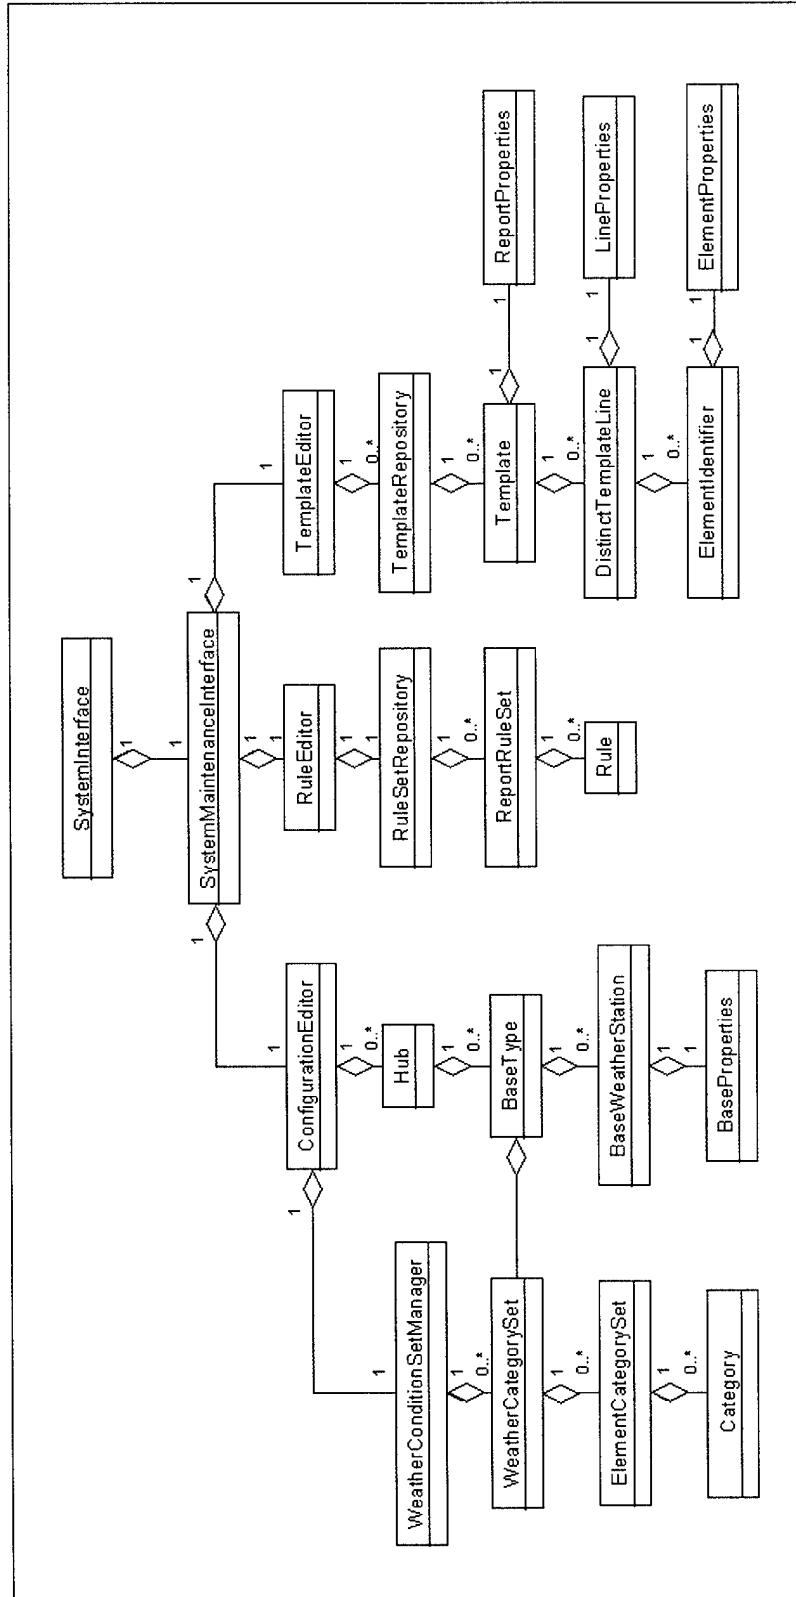 SystemInterface
1
1
SystemMaintenanceInterface
1
1
1
1
1
1
ConfigurationEditor
RuleEditor
TemplateEditor
1
1
0..*
1
1
1
0..*
1
WeatherConditionSetManager
Hub
RuleSetRepository
TemplateRepository
1
0..*
1
0..*
1
0..*
1
0..*
WeatherCategorySet
BaseType
ReportRuleSet
Template
1
1
ReportProperties
1
0..*
1
0..*
1
0..*
1
0..*
ElementCategorySet
BaseWeatherStation
Rule
DistinctTemplateLine
1
1
LineProperties
1
0..*
1
1
1
0..*
Category
BaseProperties
ElementIdentifier
1
1
ElementProperties